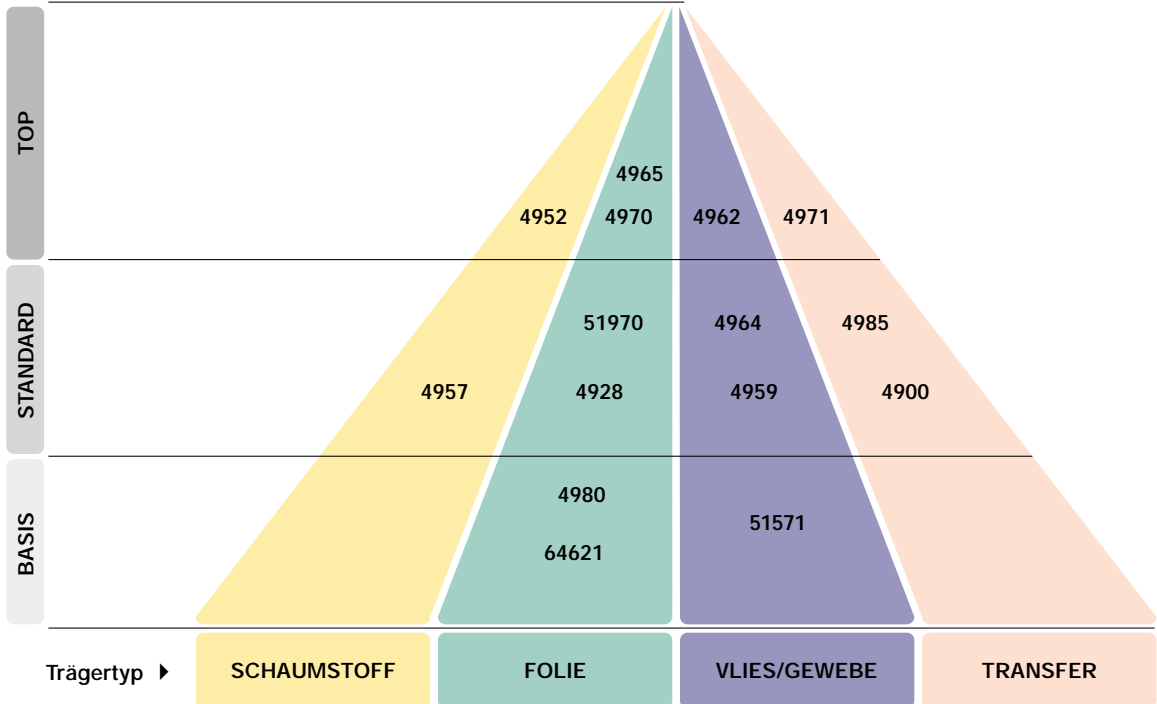 TOP
4965
4952 4970 4962 4971
STANDARD
51970 4964 4985
4957 4928 4959 4900
BASIS
4980
51571
64621
Trägertyp
SCHAUMSTOFF FOLIE VLIES/GEWEBE TRANSFER